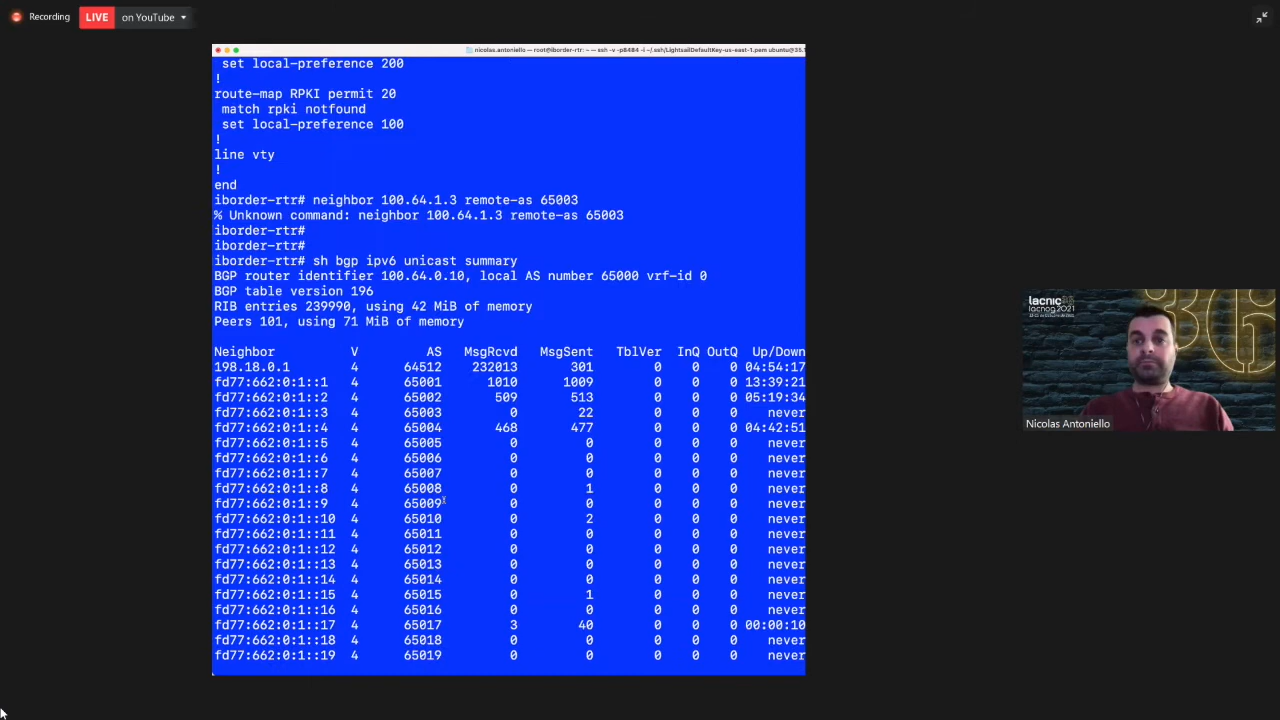 Recording
LIVE on YouTube
nicolas.antoniello — root@iborder-rtr: ~ — ssh -v -p8484 -i ~/.ssh/LightsailDefaultKey-us-east-1.pem ubuntu@35.1
set local-preference 200
!
route-map RPKI permit 20
match rpki notfound
set local-preference 100
!
line vty
!
end
iborder-rtr# neighbor 100.64.1.3 remote-as 65003
% Unknown command: neighbor 100.64.1.3 remote-as 65003
iborder-rtr#
iborder-rtr#
iborder-rtr# sh bgp ipv6 unicast summary
BGP router identifier 100.64.0.10, local AS number 65000 vrf-id 0
BGP table version 196
RIB entries 239990, using 42 MiB of memory
Peers 101, using 71 MiB of memory
Neighbor V AS MsgRcvd MsgSent TblVer InQ OutQ Up/Down
198.18.0.1 4 64512 232013 301 0 0 0 04:54:17
fd77:662:0:1::1 4 65001 1010 1009 0 0 0 13:39:21
fd77:662:0:1::2 4 65002 509 513 0 0 0 05:19:34
fd77:662:0:1::3 4 65003 0 22 0 0 0 never
fd77:662:0:1::4 4 65004 468 477 0 0 0 04:42:51
fd77:662:0:1::5 4 65005 0 0 0 0 0 never
fd77:662:0:1::6 4 65006 0 0 0 0 0 never
fd77:662:0:1::7 4 65007 0 0 0 0 0 never
fd77:662:0:1::8 4 65008 0 1 0 0 0 never
fd77:662:0:1::9 4 65009 0 0 0 0 0 never
fd77:662:0:1::10 4 65010 0 2 0 0 0 never
fd77:662:0:1::11 4 65011 0 0 0 0 0 never
fd77:662:0:1::12 4 65012 0 0 0 0 0 never
fd77:662:0:1::13 4 65013 0 0 0 0 0 never
fd77:662:0:1::14 4 65014 0 0 0 0 0 never
fd77:662:0:1::15 4 65015 0 1 0 0 0 never
fd77:662:0:1::16 4 65016 0 0 0 0 0 never
fd77:662:0:1::17 4 65017 3 40 0 0 0 00:00:10
fd77:662:0:1::18 4 65018 0 0 0 0 0 never
fd77:662:0:1::19 4 65019 0 0 0 0 0 never
lacnic36
lacnog2021
Nicolas Antoniello